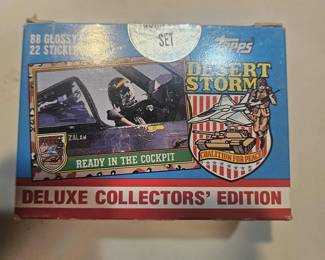 88 GLOSSY
22 STICKER
SET
Topps
DESERT
STORM
COALITION FOR PEACE
READY IN THE COCKPIT
DELUXE COLLECTORS' EDITION